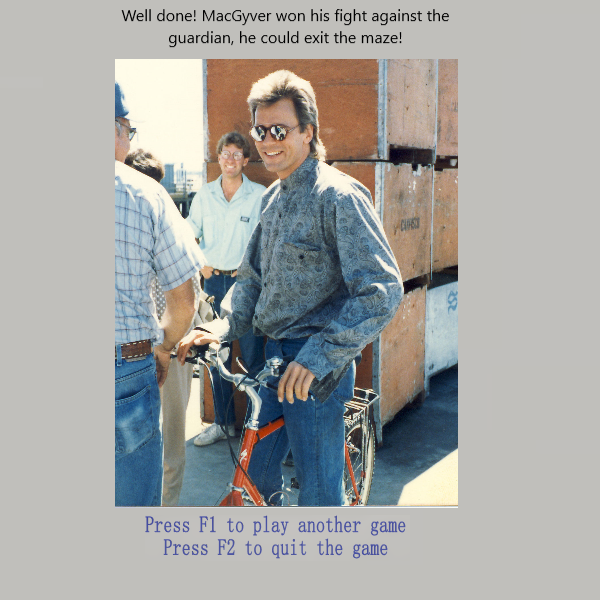 Well done! MacGyver won his fight against the
guardian, he could exit the maze!
Press F1 to play another game
Press F2 to quit the game